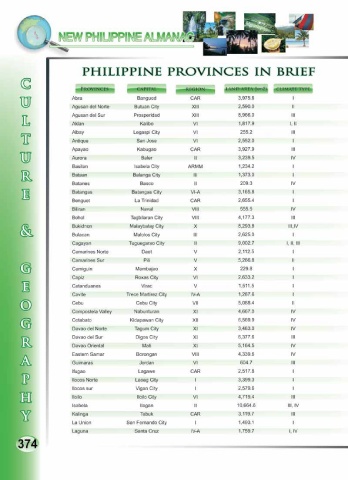 NEW PHILIPPINE ALMANAC
PHILIPPINE PROVINCES IN BRIEF
CULTURE & GEOGRAPHY
PROVINCES CAPITAL REGION LAND AREA CLIMATE TYPE
Abra Bangued CAR 3,975.6 I
Agusan del Norte Butuan City XIII 2,590.0 II
Agusan del Sur Prosperidad XIII 8,966.0 III
Aklan Kalibo VI 1,817.9 I, II
Albay Legaspi City VI 255.2 III
Antique San Jose VI 2,552.0 I
Apayao Kabugao CAR 3,927.9 III
Aurora Baler II 3,239.5 IV
Basilan Isabela City ARMM 1,234.2 I
Bataan Balanga City III 1,373.0 I
Batanes Basco II 209.3 IV
Batangas Batangas City VI-A 3,165.8 I
Benguet La Trinidad CAR 2,655.4 I
Biliran Naval VIII 555.5 IV
Bohol Tagbilaran City VIII 4,177.3 III
Bukidnon Malaybalay City X 8,293.8 III,IV
Bulacan Malolos City III 2,625.0 I
Cagayan Tuguegarao City II 9,002.7 I, II, III
Camarines Norte Daet V 2,112.5 I
Camarines Sur Pili V 5,266.8 II
Camiguin Mambajao X 229.8 I
Capiz Roxas City VI 2,633.2 I
Catanduanes Virac V 1,511.5 I
Cavite Trece Martirez City IV-A 1,287.6 I
Cebu Cebu City VII 5,088.4 II
Compostela Valley Nabunturan XI 4,667.0 IV
Cotabato Kidapawan City XII 6,569.9 IV
Davao del Norte Tagum City XI 3,463.0 IV
Davao del Sur Digos City XI 6,377.6 III
Davao Oriental Mati XI 5,164.5 IV
Eastern Samar Borongan VIII 4,339.6 IV
Guimaras Jordan VI 604.7 III
Ifugao Lagawe CAR 2,517.8 I
Ilocos Norte Laoag City I 3,399.3 I
Ilocos sur Vigan City I 2,579.6 I
Iloilo Iloilo City VI 4,719.4 III
Isabela Ilagan II 10,664.6 III, IV
Kalinga Tabuk CAR 3,119.7 III
La Union San Fernando City I 1,493.1 I
Laguna Santa Cruz IV-A 1,759.7 I, IV
374